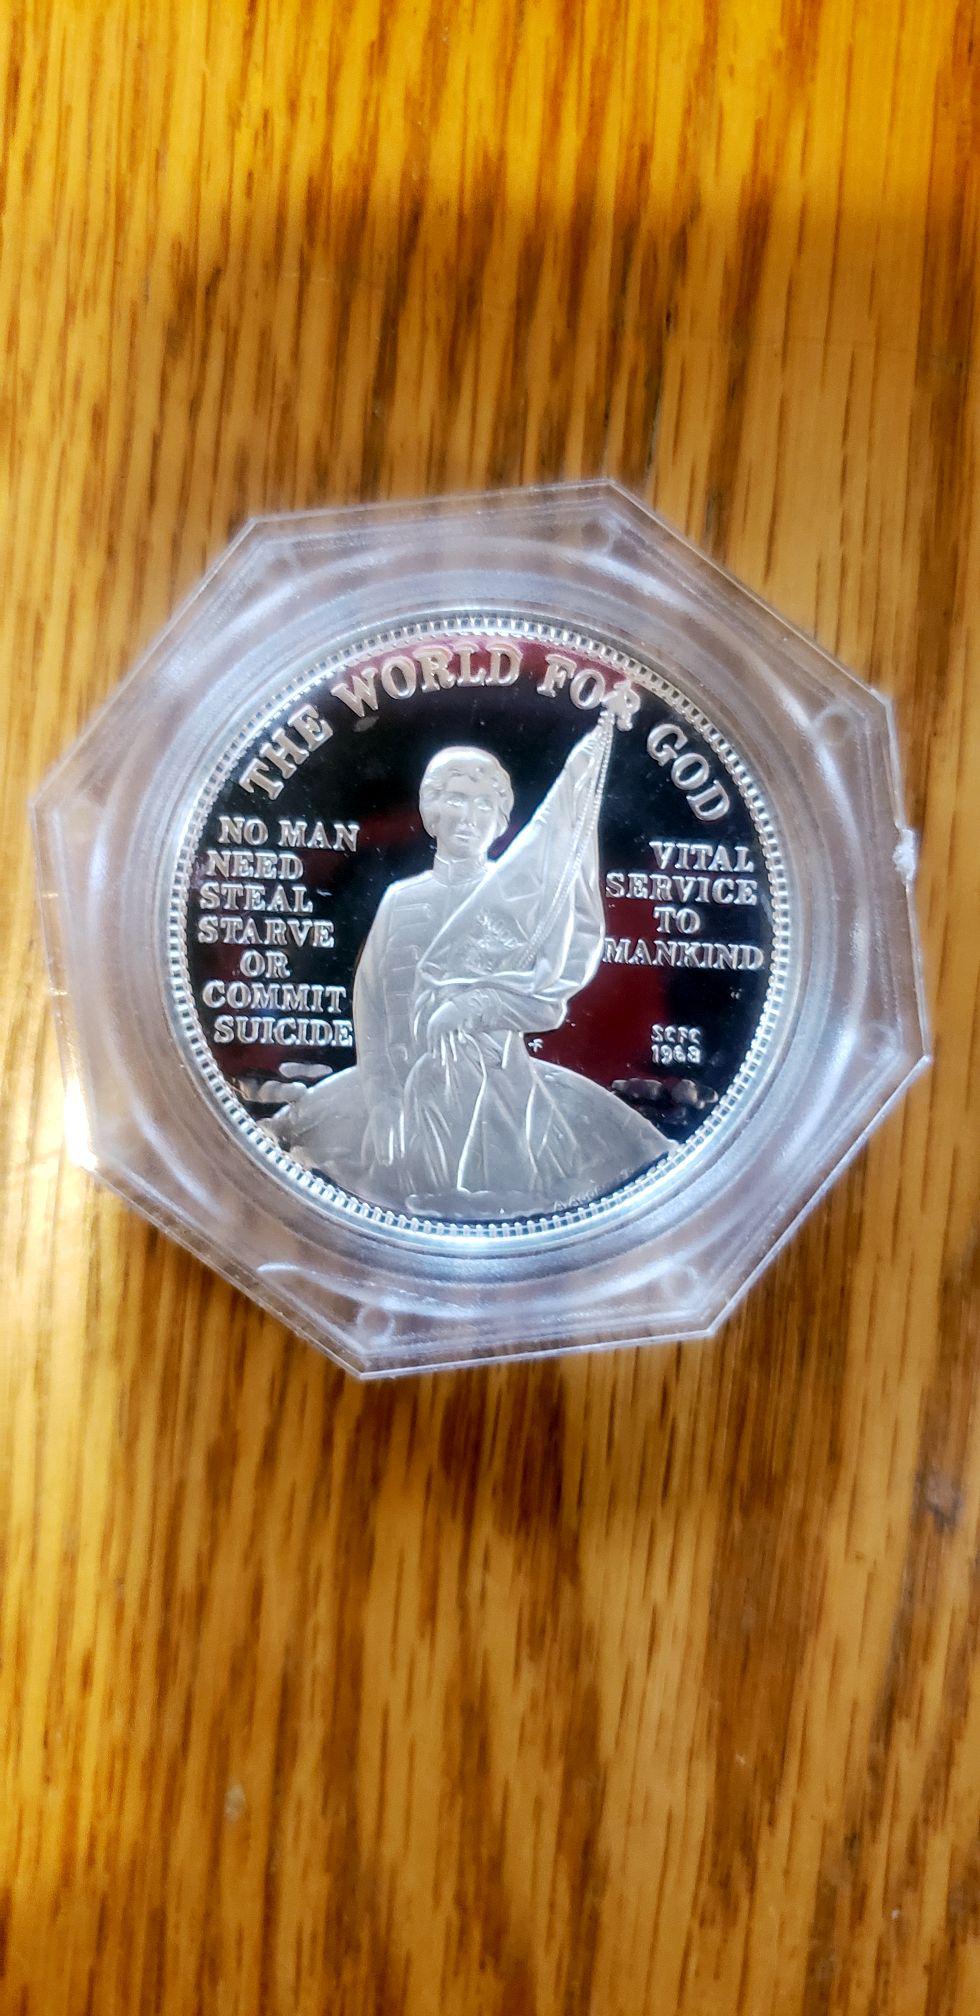 THE WORLD FOR GOD
NO MAN
NEED
STEAL
STARVE
OR
COMMIT
SUICIDE
VITAL
SERVICE
TO
MANKIND
SCFC
1968